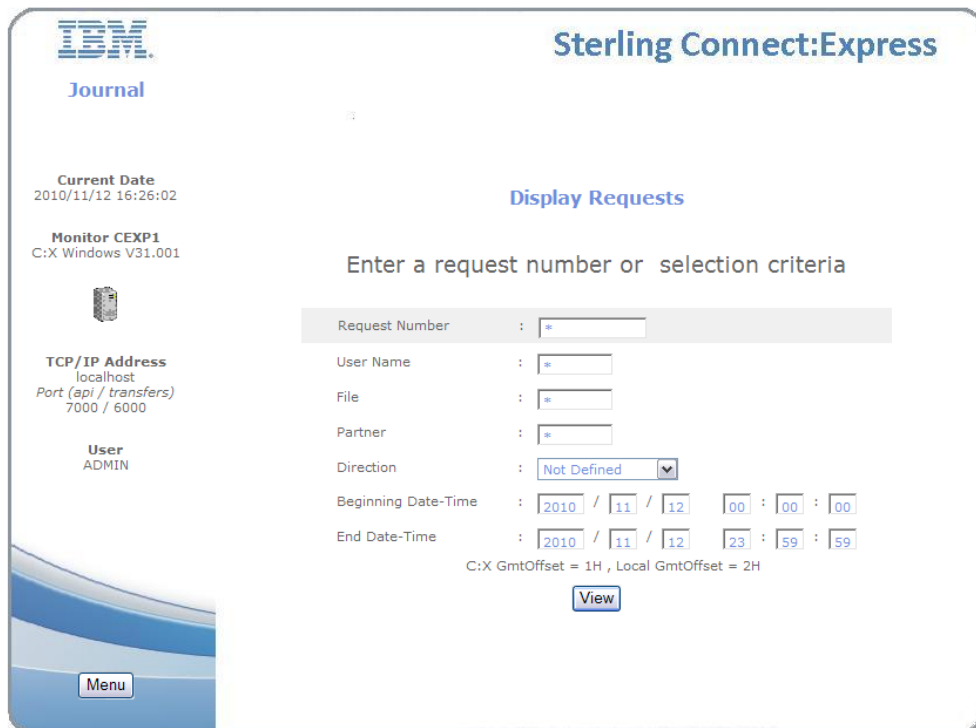 IBM.
Sterling Connect:Express
Journal
Current Date
2010/11/12 16:26:02
Monitor CEXP1
C:X Windows V31.001
TCP/IP Address
localhost
Port (api / transfers)
7000 / 6000
User
ADMIN
Menu
Display Requests
Enter a request number or selection criteria
Request Number : *
User Name : *
File : *
Partner : *
Direction : Not Defined
Beginning Date-Time : 2010 / 11 / 12 00 : 00 : 00
End Date-Time : 2010 / 11 / 12 23 : 59 : 59
C:X GmtOffset = 1H , Local GmtOffset = 2H
View